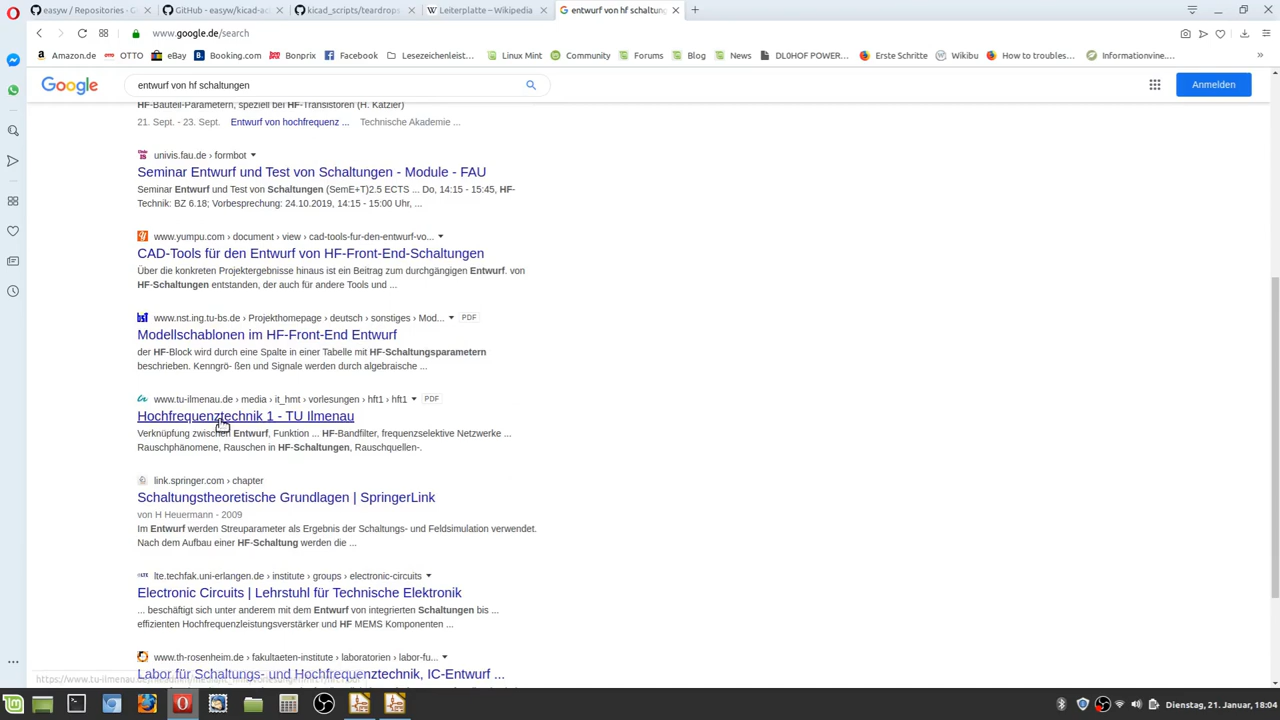 easyw / Repositories · G
GitHub - easyw/kicad-ac
kicad_scripts/teardrops
Leiterplatte – Wikipedia
entwurf von hf schaltun
www.google.de/search
Amazon.de
OTTO
eBay
Booking.com
Bonprix
Facebook
Lesezeichenleist...
Linux Mint
Community
Forums
Blog
News
DL0HOF POWER...
Erste Schritte
Wikibu
How to troubles...
Informationvine....
Google
entwurf von hf schaltungen
Anmelden
HF-Bauteil-Parametern, speziell bei HF-Transistoren (H. Katzier)
21. Sept. - 23. Sept. Entwurf von hochfrequenz ... Technische Akademie ...
univis.fau.de › formbot
Seminar Entwurf und Test von Schaltungen - Module - FAU
Seminar Entwurf und Test von Schaltungen (SemE+T)2.5 ECTS ... Do, 14:15 - 15:45, HF-
Technik: BZ 6.18; Vorbesprechung: 24.10.2019, 14:15 - 15:00 Uhr, ...
www.yumpu.com › document › view › cad-tools-fur-den-entwurf-vo...
CAD-Tools für den Entwurf von HF-Front-End-Schaltungen
Über die konkreten Projektergebnisse hinaus ist ein Beitrag zum durchgängigen Entwurf. von
HF-Schaltungen entstanden, der auch für andere Tools und ...
www.nst.ing.tu-bs.de › Projekthomepage › deutsch › sonstiges › Mod... PDF
Modellschablonen im HF-Front-End Entwurf
der HF-Block wird durch eine Spalte in einer Tabelle mit HF-Schaltungsparametern
beschrieben. Kenngrö- ßen und Signale werden durch algebraische ...
www.tu-ilmenau.de › media › it_hmt › vorlesungen › hft1 › hft1 PDF
Hochfrequenztechnik 1 - TU Ilmenau
Verknüpfung zwischen Entwurf, Funktion ... HF-Bandfilter, frequenzselektive Netzwerke ...
Rauschphänomene, Rauschen in HF-Schaltungen, Rauschquellen-.
link.springer.com › chapter
Schaltungstheoretische Grundlagen | SpringerLink
von H Heuermann - 2009
Im Entwurf werden Streuparameter als Ergebnis der Schaltungs- und Feldsimulation verwendet.
Nach dem Aufbau einer HF-Schaltung werden die ...
lte.techfak.uni-erlangen.de › institute › groups › electronic-circuits
Electronic Circuits | Lehrstuhl für Technische Elektronik
... beschäftigt sich unter anderem mit dem Entwurf von integrierten Schaltungen bis ...
effizienten Hochfrequenzleistungsverstärker und HF MEMS Komponenten ...
www.th-rosenheim.de › fakultaeten-institute › laboratorien › labor-fu...
Labor für Schaltungs- und Hochfrequenztechnik, IC-Entwurf ...
Dienstag, 21. Januar, 18:04